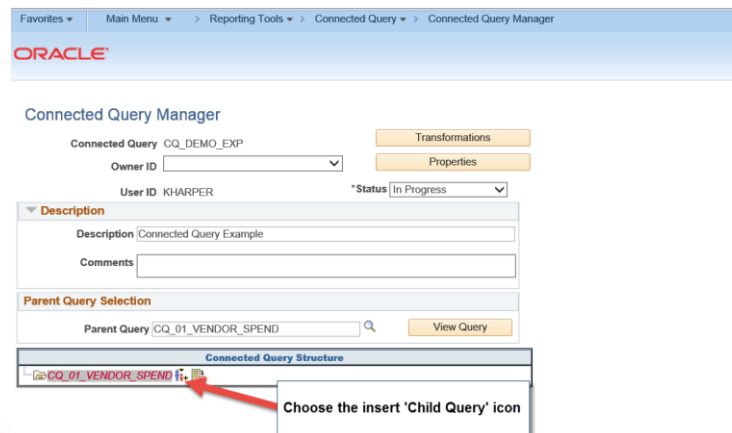 Favorites Main Menu > Reporting Tools > Connected Query > Connected Query Manager
ORACLE
Connected Query Manager
Connected Query CQ_DEMO_EXP Transformations
Owner ID Properties
User ID KHARPER *Status In Progress
Description
Description Connected Query Example
Comments
Parent Query Selection
Parent Query CQ_01_VENDOR_SPEND View Query
Connected Query Structure
CQ_01_VENDOR_SPEND
Choose the insert 'Child Query' icon